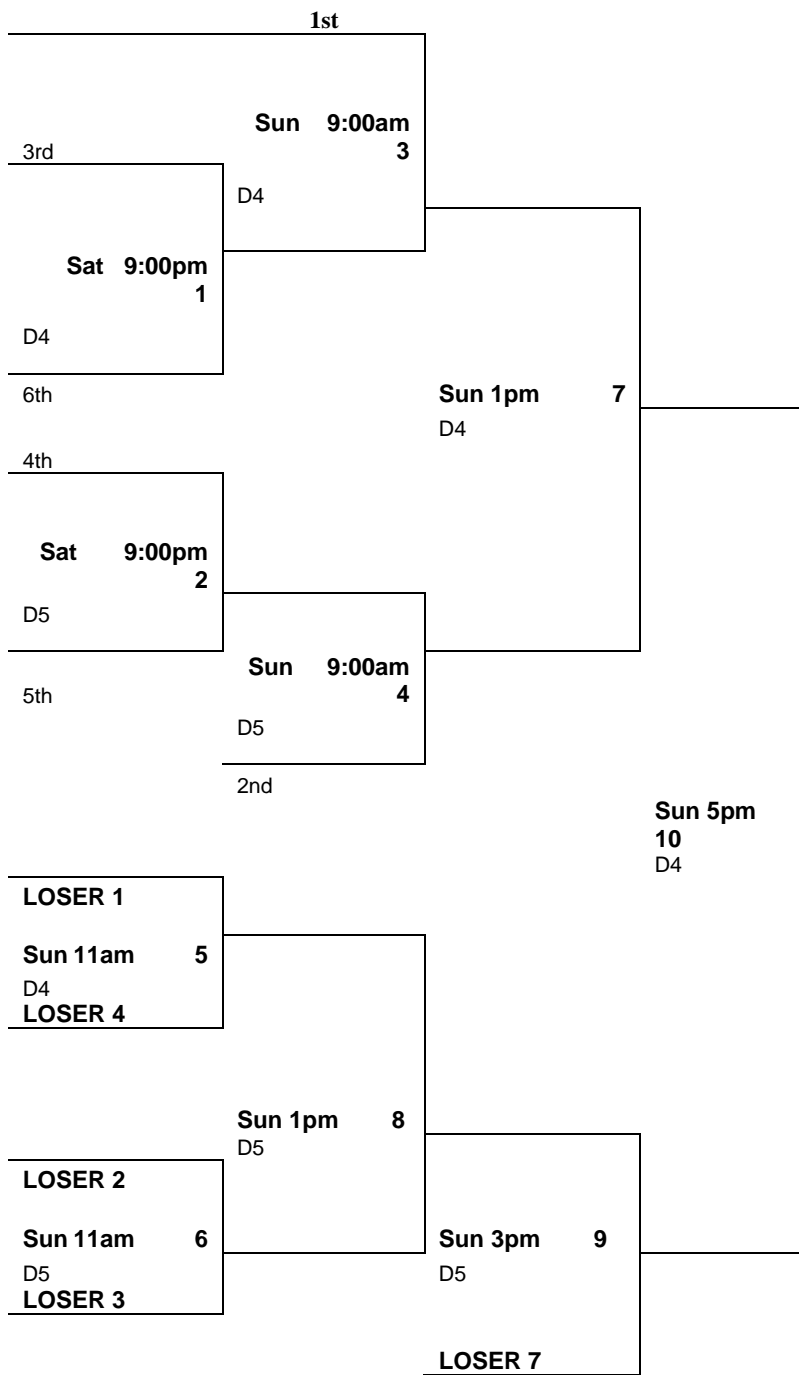 1st
Sun 9:00am
3
3rd
D4
Sat 9:00pm
1
D4
6th
Sun 1pm 7
D4
4th
Sat 9:00pm
2
D5
Sun 9:00am
4
5th
D5
2nd
Sun 5pm
10
D4
LOSER 1
Sun 11am 5
D4
LOSER 4
Sun 1pm 8
D5
LOSER 2
Sun 11am 6
D5
LOSER 3
Sun 3pm 9
D5
LOSER 7